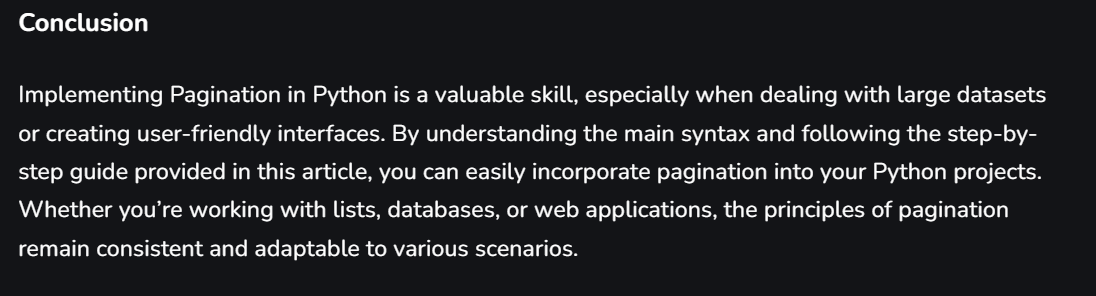 Conclusion
Implementing Pagination in Python is a valuable skill, especially when dealing with large datasets
or creating user-friendly interfaces. By understanding the main syntax and following the step-by-
step guide provided in this article, you can easily incorporate pagination into your Python projects.
Whether you’re working with lists, databases, or web applications, the principles of pagination
remain consistent and adaptable to various scenarios.